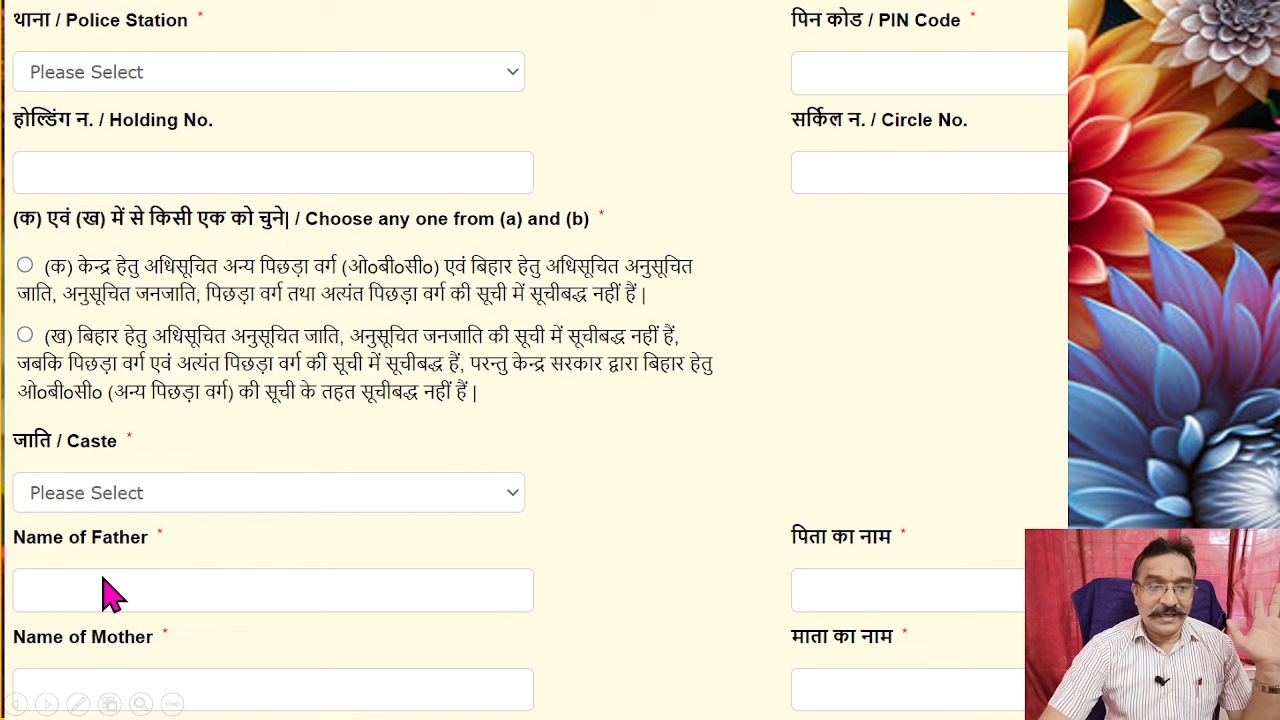 थाना / Police Station *
पिन कोड / PIN Code *
Please Select
होल्डिंग न. / Holding No.
सर्किल न. / Circle No.
(क) एवं (ख) में से किसी एक को चुने| / Choose any one from (a) and (b) *
(क) केन्द्र हेतु अधिसूचित अन्य पिछड़ा वर्ग (ओ०बी०सी०) एवं बिहार हेतु अधिसूचित अनुसूचित
जाति, अनुसूचित जनजाति, पिछड़ा वर्ग तथा अत्यंत पिछड़ा वर्ग की सूची में सूचीबद्ध नहीं हैं |
(ख) बिहार हेतु अधिसूचित अनुसूचित जाति, अनुसूचित जनजाति की सूची में सूचीबद्ध नहीं हैं,
जबकि पिछड़ा वर्ग एवं अत्यंत पिछड़ा वर्ग की सूची में सूचीबद्ध हैं, परन्तु केन्द्र सरकार द्वारा बिहार हेतु
ओ०बी०सी० (अन्य पिछड़ा वर्ग) की सूची के तहत सूचीबद्ध नहीं हैं |
जाति / Caste *
Please Select
Name of Father *
पिता का नाम *
Name of Mother *
माता का नाम *